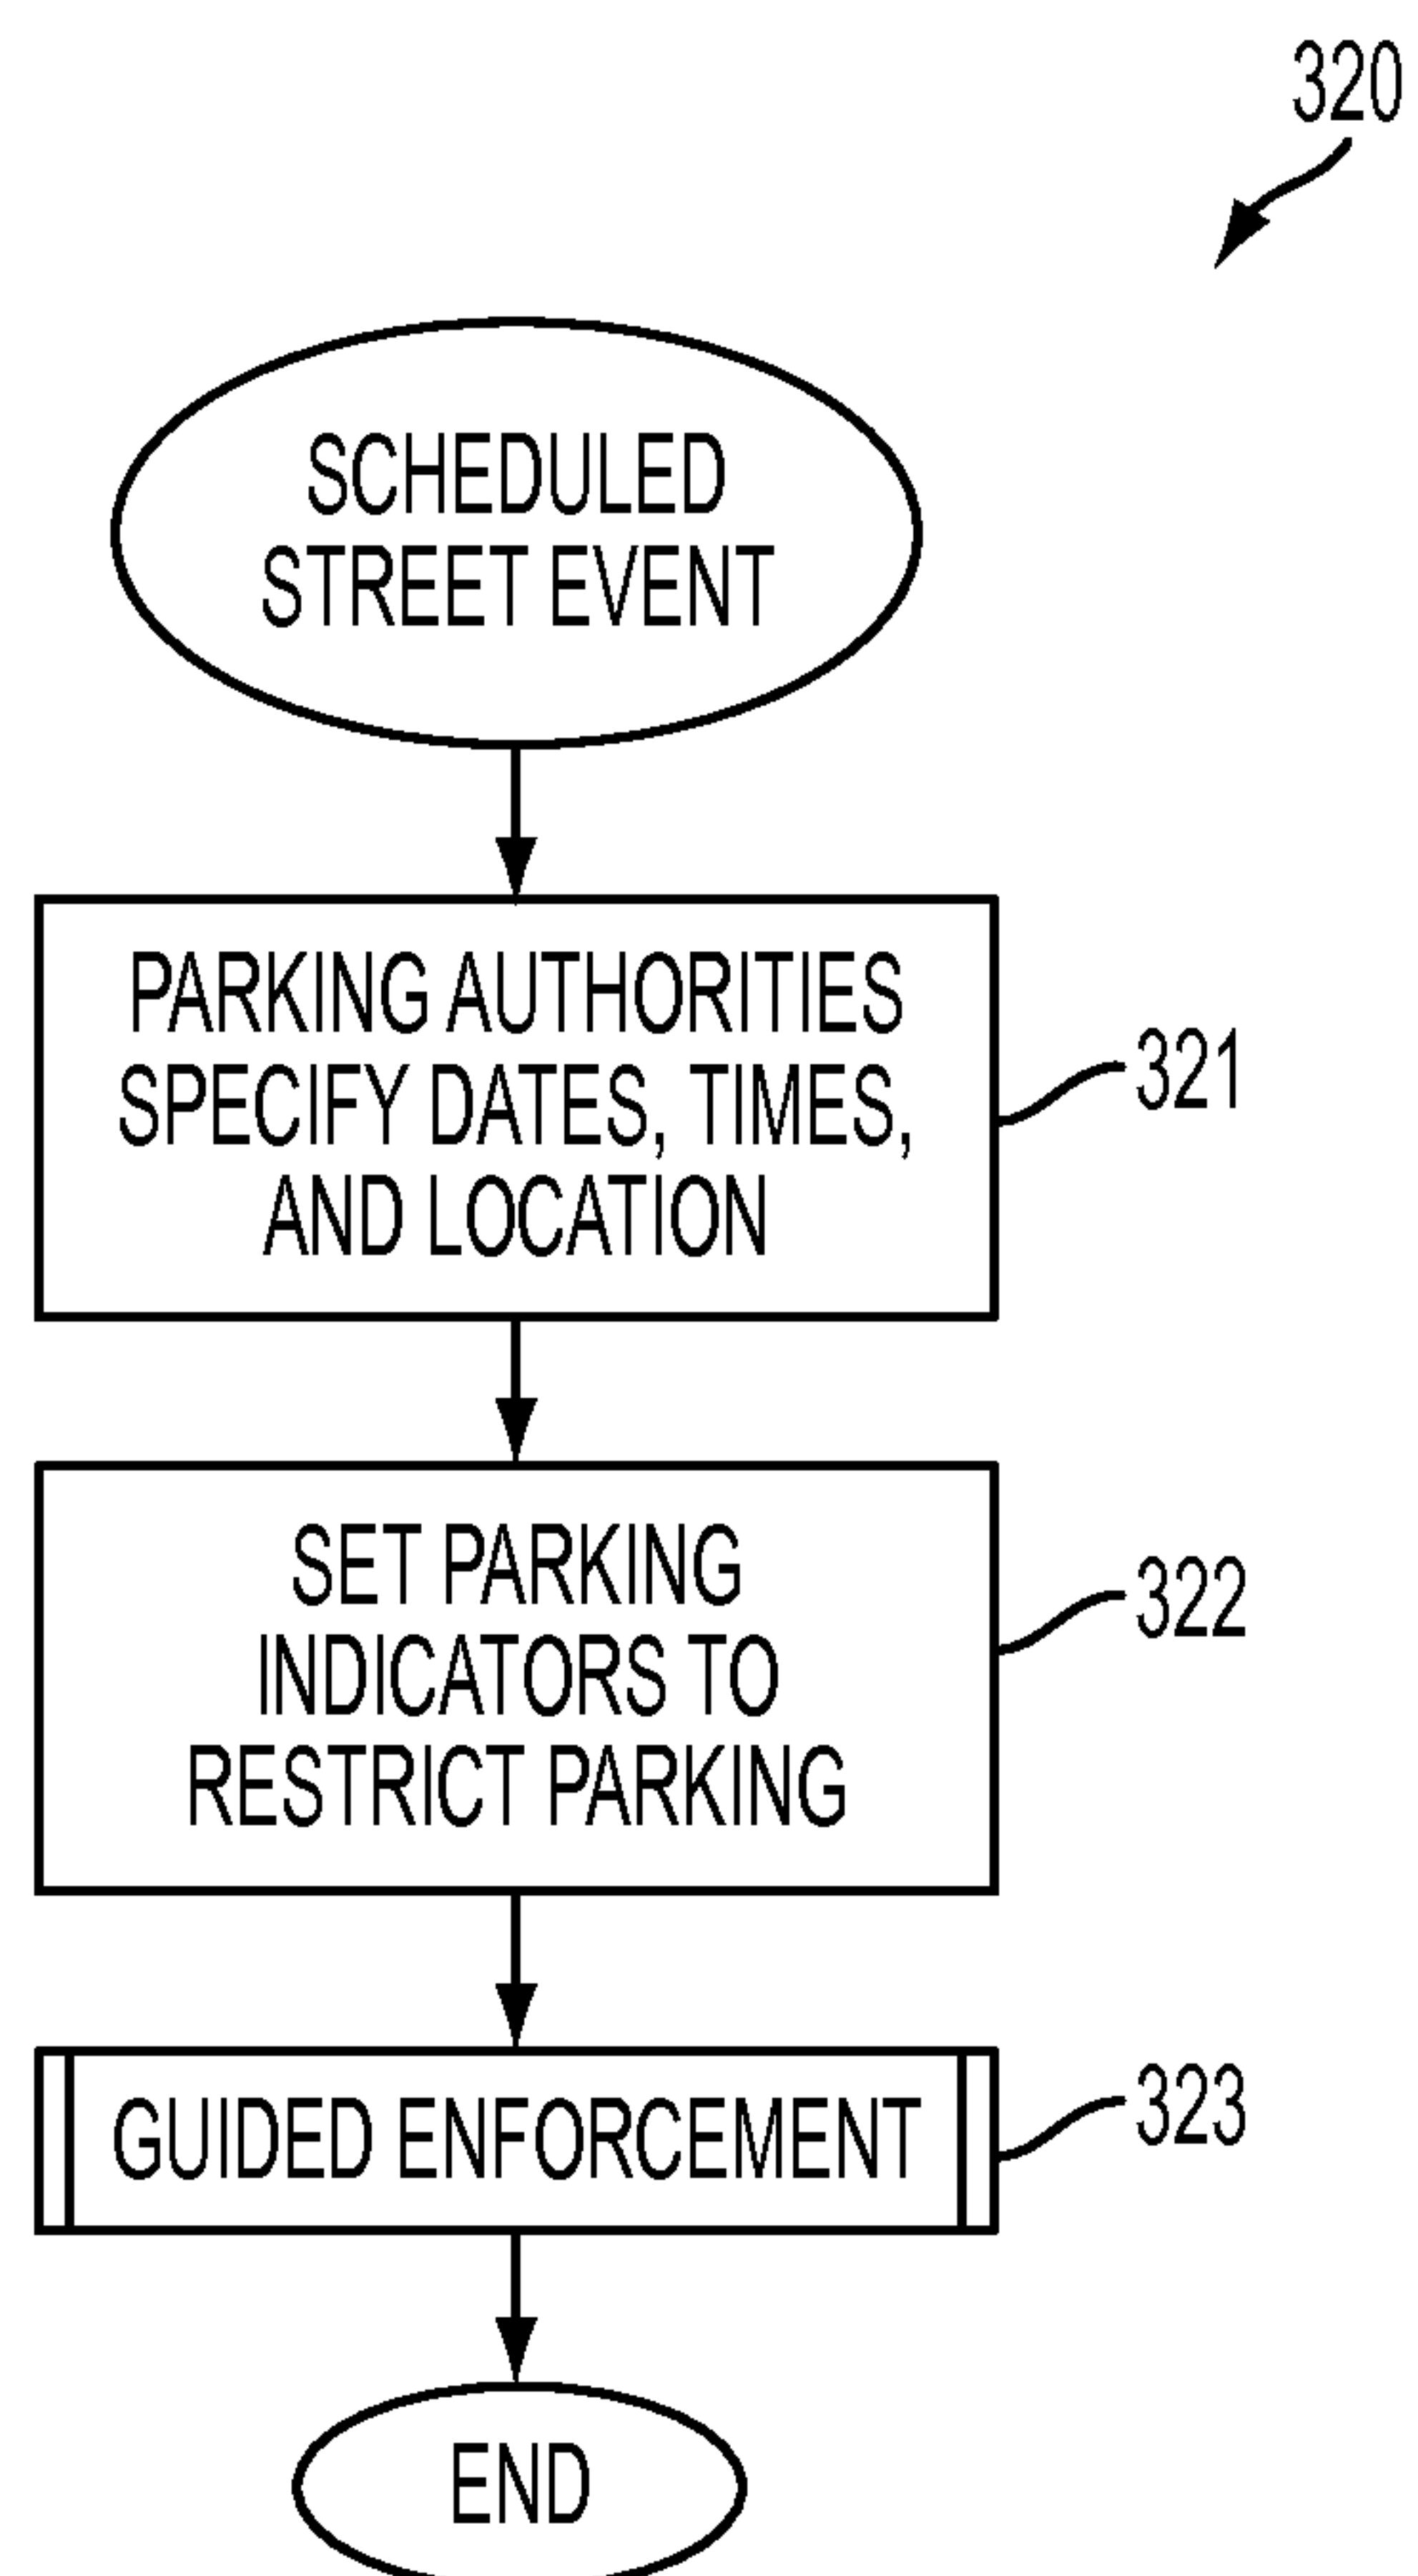 320
SCHEDULED
STREET EVENT
PARKING AUTHORITIES
SPECIFY DATES, TIMES,
AND LOCATION
321
SET PARKING
INDICATORS TO
RESTRICT PARKING
322
GUIDED ENFORCEMENT
323
END